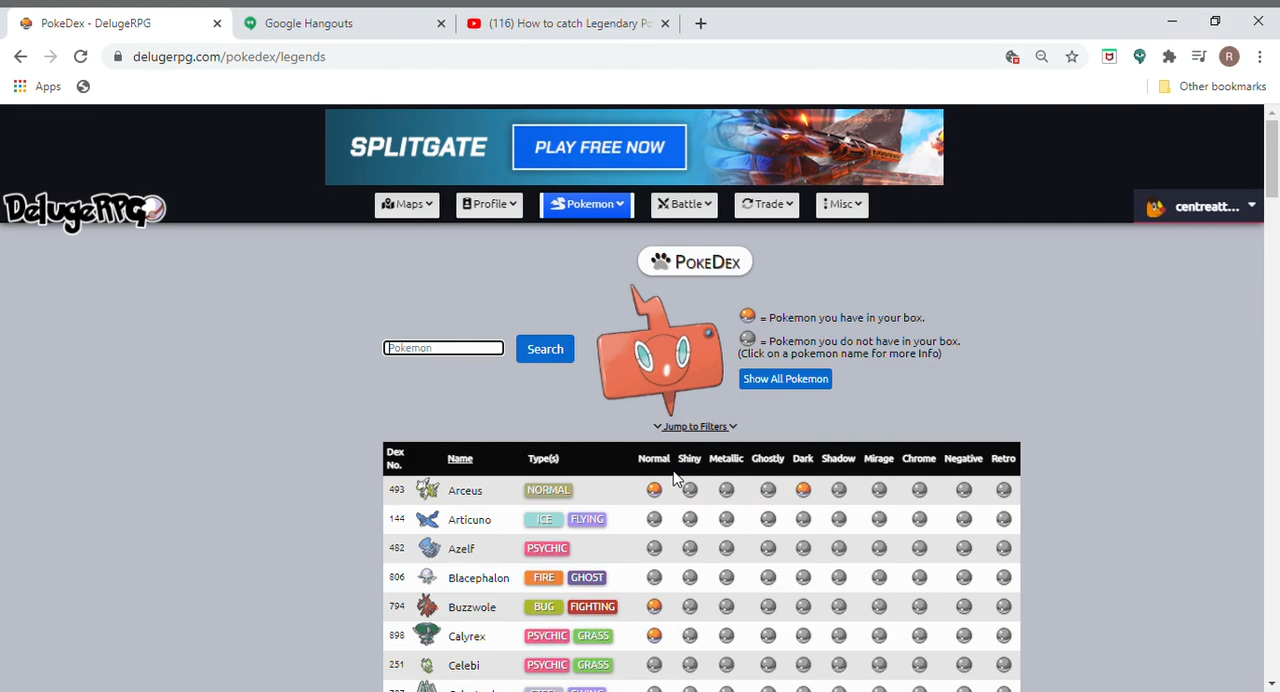 PokeDex - DelugeRPG
Google Hangouts
(116) How to catch Legendary Po
delugerpg.com/pokedex/legends
R
Apps
Other bookmarks
SPLITGATE
PLAY FREE NOW
DelugeRPG
Maps
Profile
Pokemon
Battle
Trade
Misc
centreatt...
POKEDEX
= Pokemon you have in your box.
= Pokemon you do not have in your box.
(Click on a pokemon name for more Info)
Pokemon
Search
Show All Pokemon
Jump to Filters
Dex No. Name Type(s) Normal Shiny Metallic Ghostly Dark Shadow Mirage Chrome Negative Retro
493 Arceus NORMAL
144 Articuno ICE FLYING
482 Azelf PSYCHIC
806 Blacephalon FIRE GHOST
794 Buzzwole BUG FIGHTING
898 Calyrex PSYCHIC GRASS
251 Celebi PSYCHIC GRASS